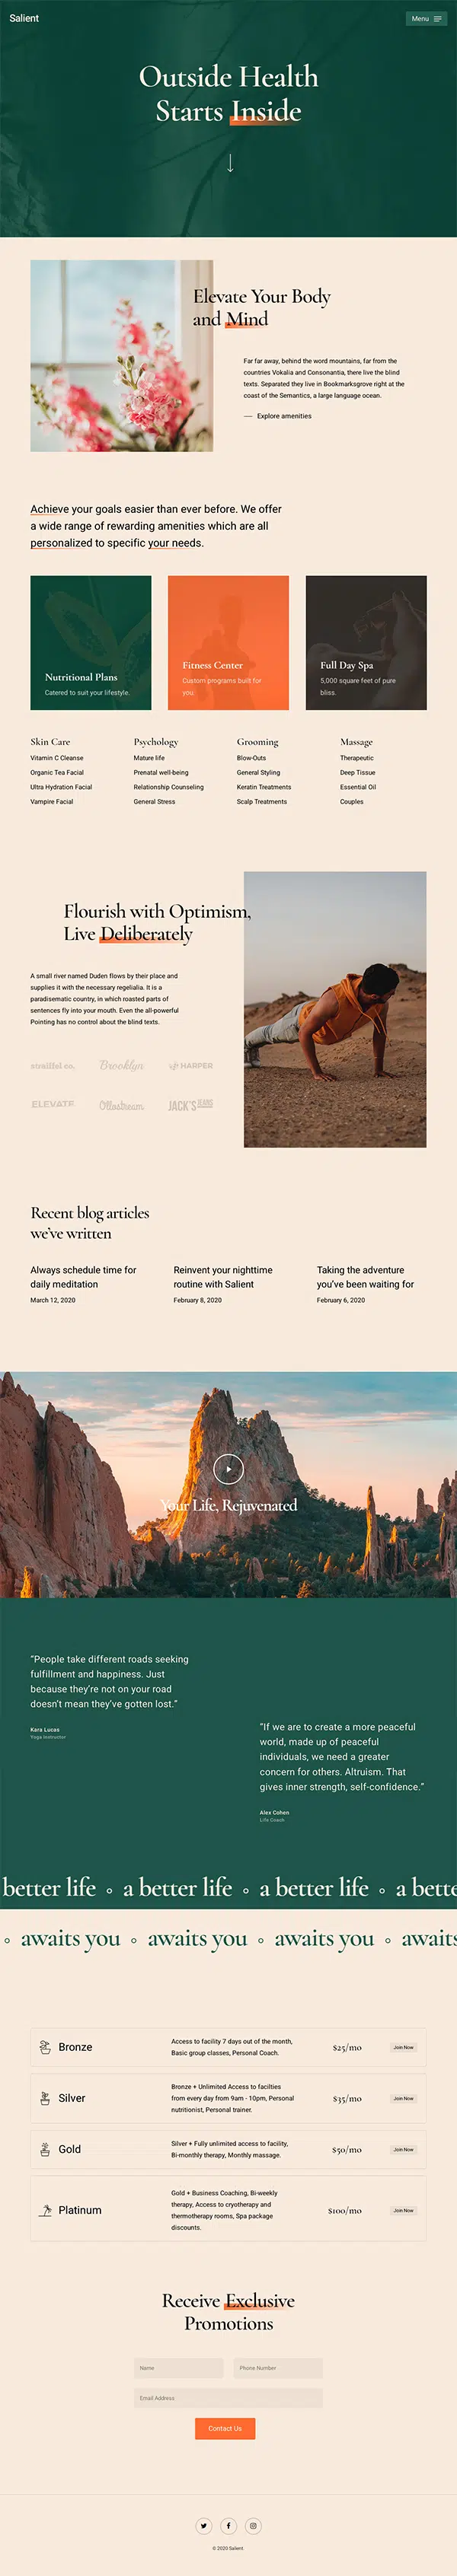 Salient
Menu
Outside Health
Starts Inside
Elevate Your Body
and Mind
Far far away, behind the word mountains, far from the
countries Vokalia and Consonantia, there live the blind
texts. Separated they live in Bookmarksgrove right at the
coast of the Semantics, a large language ocean.
Explore amenities
Achieve your goals easier than ever before. We offer
a wide range of rewarding amenities which are all
personalized to specific your needs.
Nutritional Plans
Catered to suit your lifestyle.
Fitness Center
Custom programs built for
you.
Full Day Spa
5,000 square feet of pure
bliss.
Skin Care
Vitamin C Cleanse
Organic Tea Facial
Ultra Hydration Facial
Vampire Facial
Psychology
Mature life
Prenatal well-being
Relationship Counseling
General Stress
Grooming
Blow-Outs
General Styling
Keratin Treatments
Scalp Treatments
Massage
Therapeutic
Deep Tissue
Essential Oil
Couples
Flourish with Optimism,
Live Deliberately
A small river named Duden flows by their place and
supplies it with the necessary regelialia. It is a
paradisematic country, in which roasted parts of
sentences fly into your mouth. Even the all-powerful
Pointing has no control about the blind texts.
Brooklyn
HARPER
ELEVATE
Ollostream
JACK'S JEANS
Recent blog articles
we've written
Always schedule time for
daily meditation
March 12, 2020
Reinvent your nighttime
routine with Salient
February 8, 2020
Taking the adventure
you've been waiting for
February 6, 2020
Your Life, Rejuvenated
“People take different roads seeking
fulfillment and happiness. Just
because they're not on your road
doesn't mean they've gotten lost.”
Kara Lucas
Yoga Instructor
“If we are to create a more peaceful
world, made up of peaceful
individuals, we need a greater
concern for others. Altruism. That
gives inner strength, self-confidence.”
Alex Cohen
Life Coach
better life a better life a better life a bette
awaits you awaits you awaits you awaits
Bronze
Access to facility 7 days out of the month,
Basic group classes, Personal Coach.
$25/mo
Join Now
Silver
Bronze + Unlimited Access to facilties
from every day from 9am - 10pm, Personal
nutritionist, Personal trainer.
$35/mo
Join Now
Gold
Silver + Fully unlimited access to facility,
Bi-monthly therapy, Monthly massage.
$50/mo
Join Now
Platinum
Gold + Business Coaching, Bi-weekly
therapy, Access to cryotherapy and
thermotherapy rooms, Spa package
discounts.
$100/mo
Join Now
Receive Exclusive
Promotions
Name
Phone Number
Email Address
Contact Us
© 2020 Salient